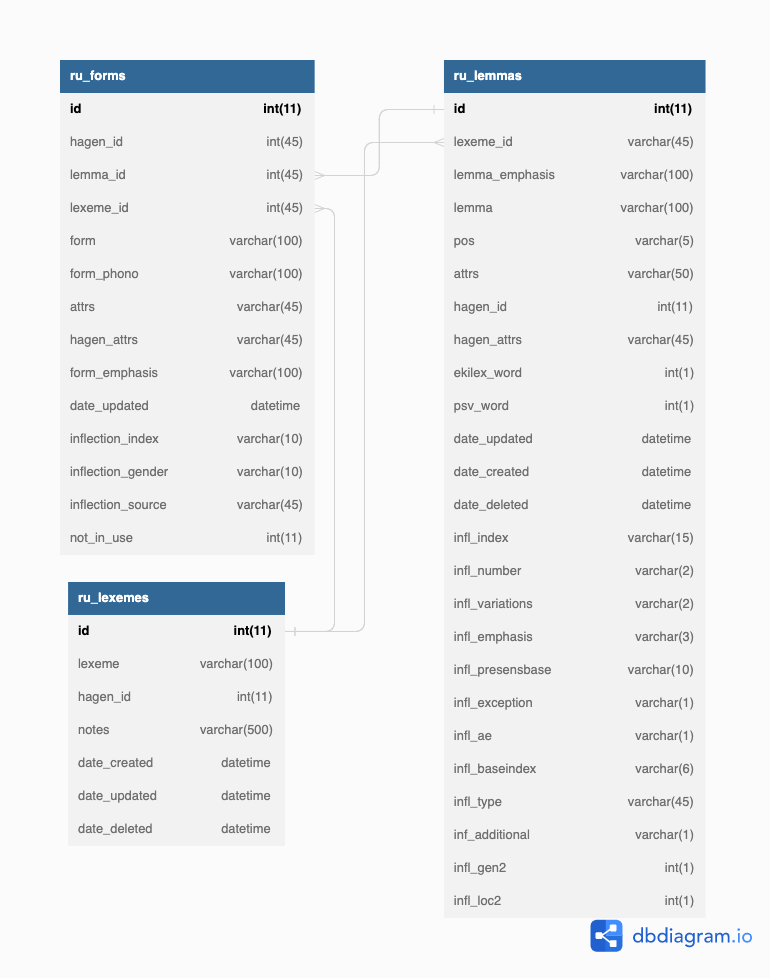 ru_forms
id int(11)
hagen_id int(45)
lemma_id int(45)
lexeme_id int(45)
form varchar(100)
form_phono varchar(100)
attrs varchar(45)
hagen_attrs varchar(45)
form_emphasis varchar(100)
date_updated datetime
inflection_index varchar(10)
inflection_gender varchar(10)
inflection_source varchar(45)
not_in_use int(11)
ru_lexemes
id int(11)
lexeme varchar(100)
hagen_id int(11)
notes varchar(500)
date_created datetime
date_updated datetime
date_deleted datetime
ru_lemmas
id int(11)
lexeme_id varchar(45)
lemma_emphasis varchar(100)
lemma varchar(100)
pos varchar(5)
attrs varchar(50)
hagen_id int(11)
hagen_attrs varchar(45)
ekilex_word int(1)
psv_word int(1)
date_updated datetime
date_created datetime
date_deleted datetime
infl_index varchar(15)
infl_number varchar(2)
infl_variations varchar(2)
infl_emphasis varchar(3)
infl_presensbase varchar(10)
infl_exception varchar(1)
infl_ae varchar(1)
infl_baseindex varchar(6)
infl_type varchar(45)
inf_additional varchar(1)
infl_gen2 int(1)
infl_loc2 int(1)
dbdiagram.io